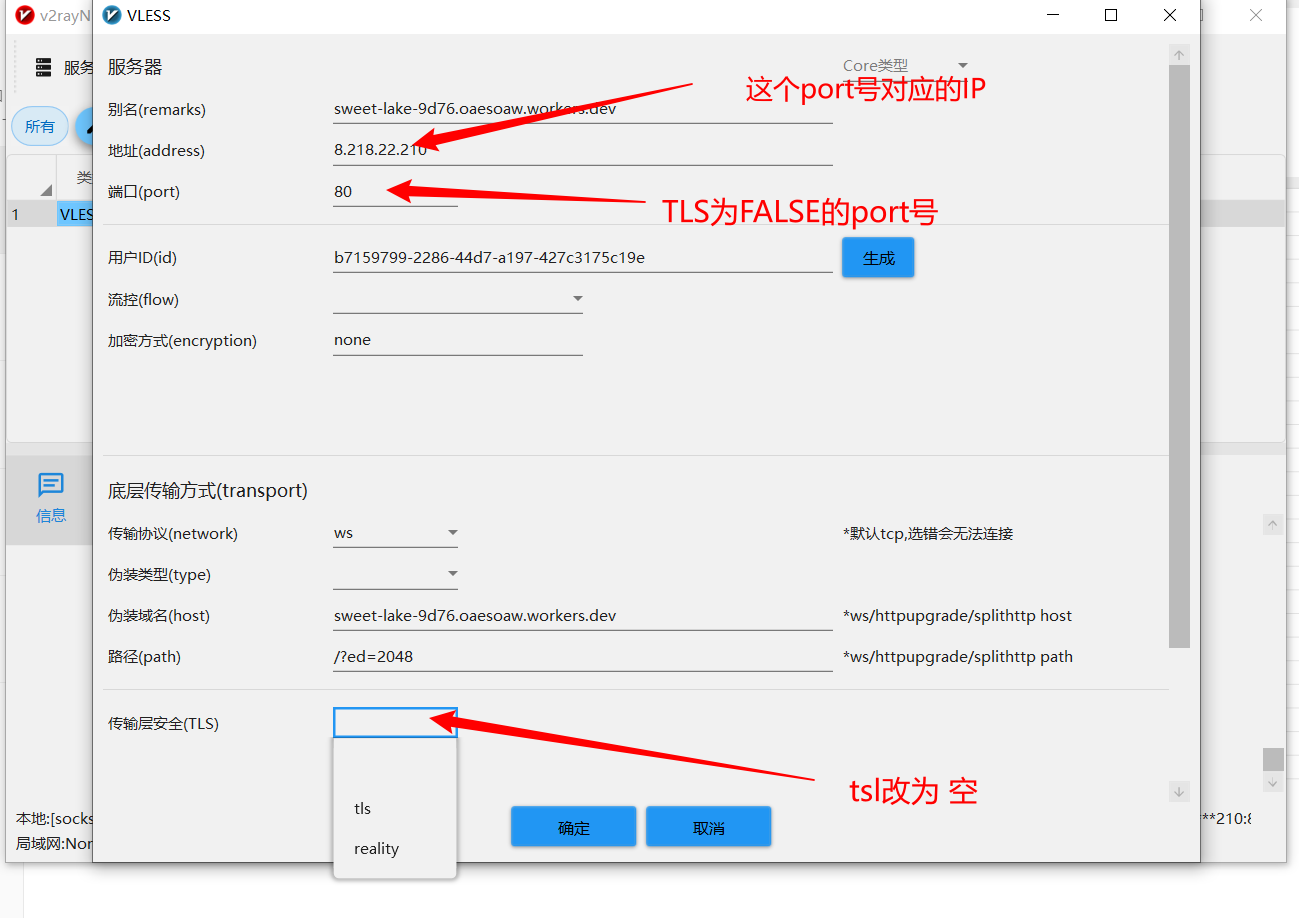 v2rayN
VLESS
服务
服务器
Core类型
这个port号对应的IP
别名(remarks)
sweet-lake-9d76.oaesoaw.workers.dev
所有
地址(address)
8.218.22.210
类
端口(port)
80
TLS为FALSE的port号
1
VLES
用户ID(id)
b7159799-2286-44d7-a197-427c3175c19e
生成
流控(flow)
加密方式(encryption)
none
底层传输方式(transport)
信息
传输协议(network)
ws
*默认tcp,选错会无法连接
伪装类型(type)
伪装域名(host)
sweet-lake-9d76.oaesoaw.workers.dev
*ws/httpupgrade/splithttp host
路径(path)
/?ed=2048
*ws/httpupgrade/splithttp path
传输层安全(TLS)
tsl改为 空
tls
reality
确定
取消
本地:[socks
**210:8
局域网:Nor